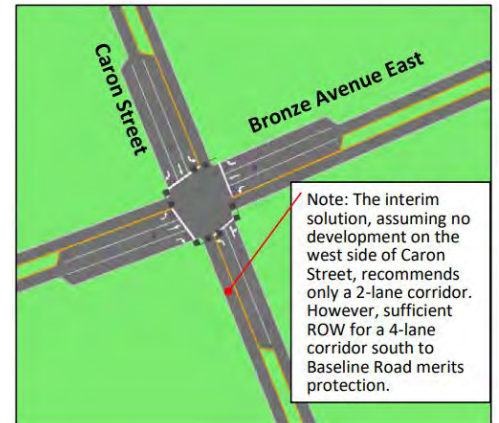 Caron Street
Bronze Avenue East
Note: The interim
solution, assuming no
development on the
west side of Caron
Street, recommends
only a 2-lane corridor.
However, sufficient
ROW for a 4-lane
corridor south to
Baseline Road merits
protection.